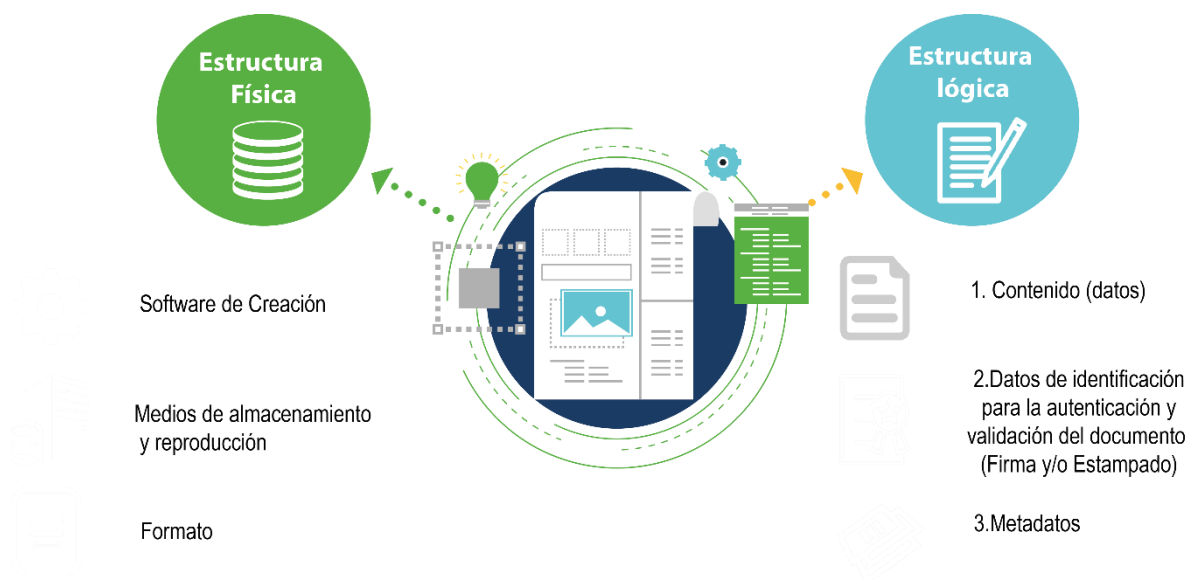 Estructura
Física
Software de Creación
Medios de almacenamiento
y reproducción
Formato
Estructura
lógica
1. Contenido (datos)
2.Datos de identificación
para la autenticación y
validación del documento
(Firma y/o Estampado)
3.Metadatos